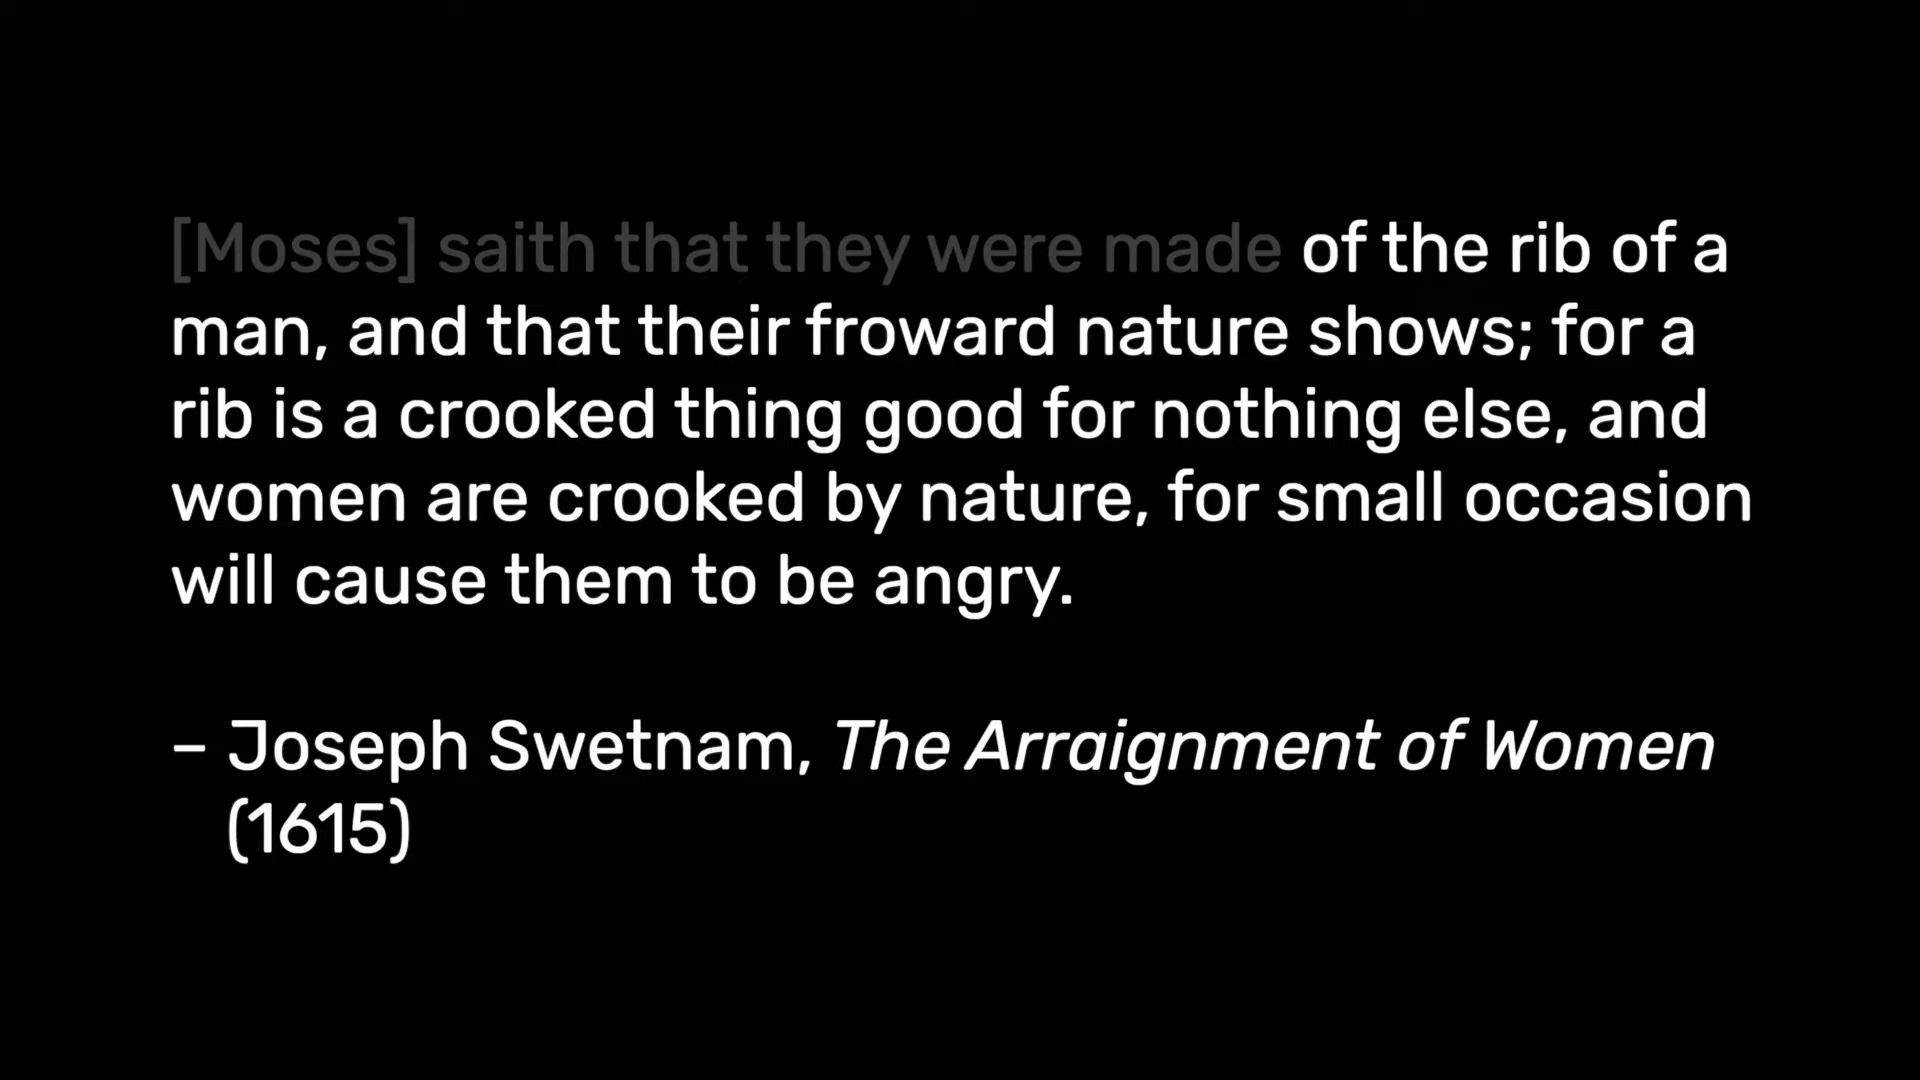 [Moses] saith that they were made of the rib of a
man, and that their froward nature shows; for a
rib is a crooked thing good for nothing else, and
women are crooked by nature, for small occasion
will cause them to be angry.
– Joseph Swetnam, The Arraignment of Women
(1615)